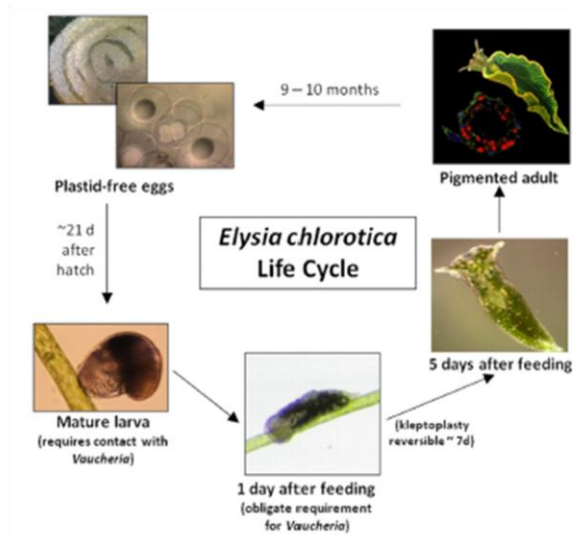 9 – 10 months
Plastid-free eggs
Pigmented adult
~21 d
after
hatch
Elysia chlorotica
Life Cycle
5 days after feeding
Mature larva
(requires contact with
Vaucheria)
(kleptoplasty
reversible ~ 7d)
1 day after feeding
(obligate requirement
for Vaucheria)